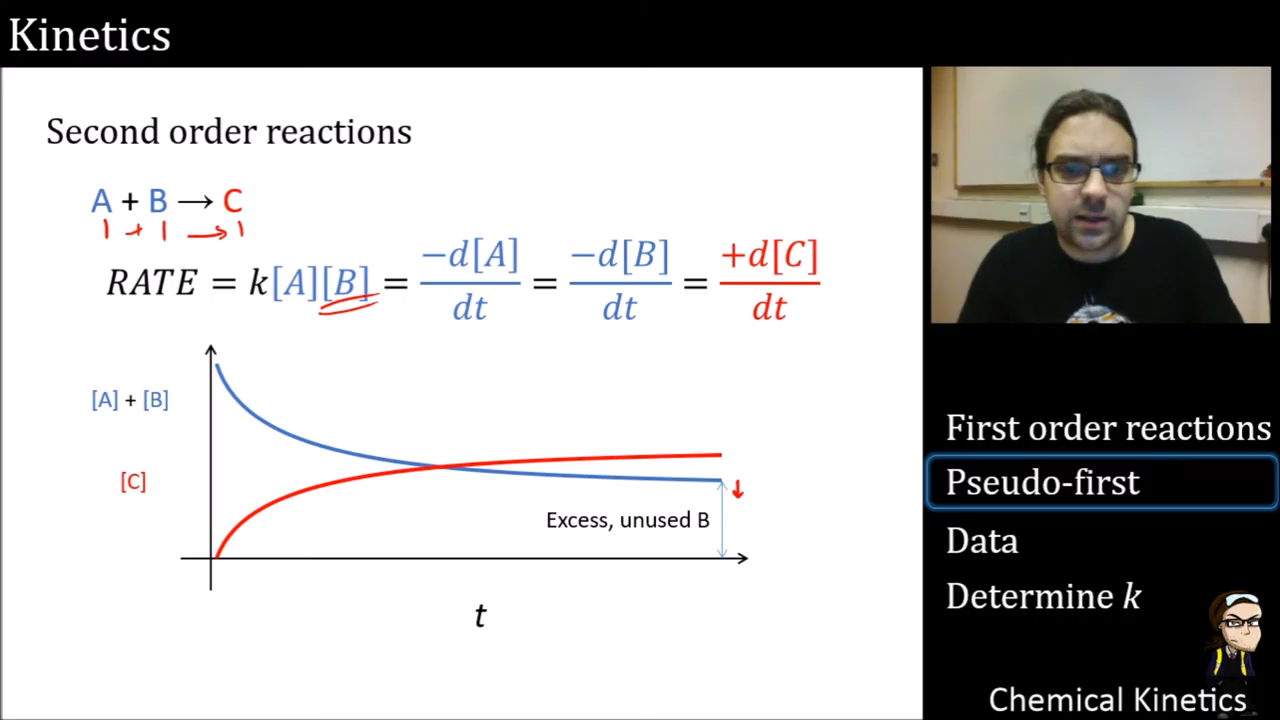 Kinetics
Second order reactions
A + B → C
1 + 1 → 1
RATE = k[A][B] = −d[A]/dt = −d[B]/dt = +d[C]/dt
[A] + [B]
[C]
Excess, unused B
t
First order reactions
Pseudo-first
Data
Determine k
Chemical Kinetics